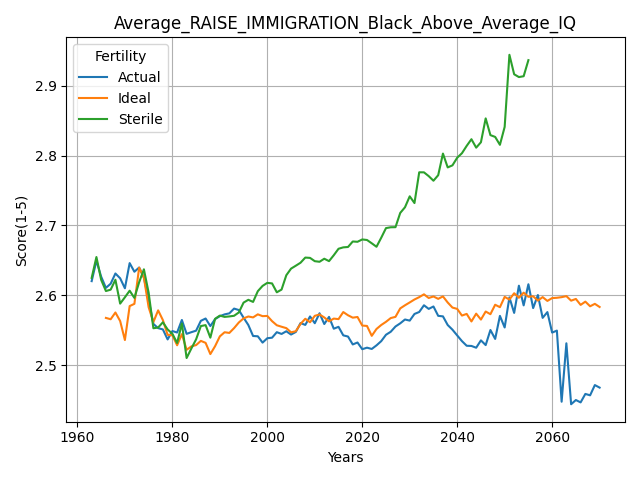 Average_RAISE_IMMIGRATION_Black_Above_Average_IQ
Fertility
Actual
Ideal
Sterile
Score(1-5)
2.9
2.8
2.7
2.6
2.5
1960
1980
2000
2020
2040
2060
Years